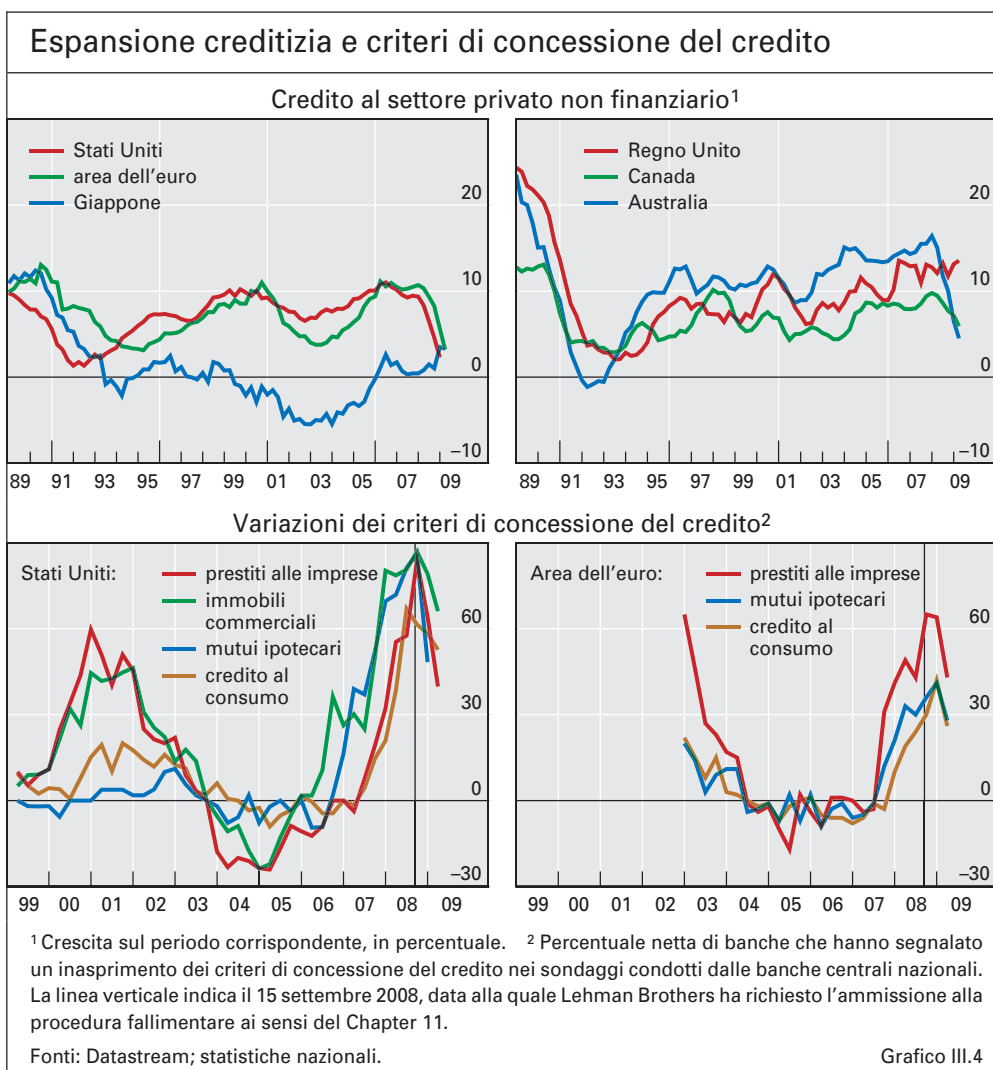 Espansione creditizia e criteri di concessione del credito
Credito al settore privato non finanziario¹
Stati Uniti
area dell'euro
Giappone
20
10
0
–10
89 91 93 95 97 99 01 03 05 07 09
Regno Unito
Canada
Australia
20
10
0
–10
89 91 93 95 97 99 01 03 05 07 09
Variazioni dei criteri di concessione del credito²
Stati Uniti:
prestiti alle imprese
immobili
commerciali
mutui ipotecari
credito al
consumo
60
30
0
–30
99 00 01 02 03 04 05 06 07 08 09
Area dell'euro:
prestiti alle imprese
mutui ipotecari
credito al
consumo
60
30
0
–30
99 00 01 02 03 04 05 06 07 08 09
¹ Crescita sul periodo corrispondente, in percentuale. ² Percentuale netta di banche che hanno segnalato
un inasprimento dei criteri di concessione del credito nei sondaggi condotti dalle banche centrali nazionali.
La linea verticale indica il 15 settembre 2008, data alla quale Lehman Brothers ha richiesto l'ammissione alla
procedura fallimentare ai sensi del Chapter 11.
Fonti: Datastream; statistiche nazionali. Grafico III.4